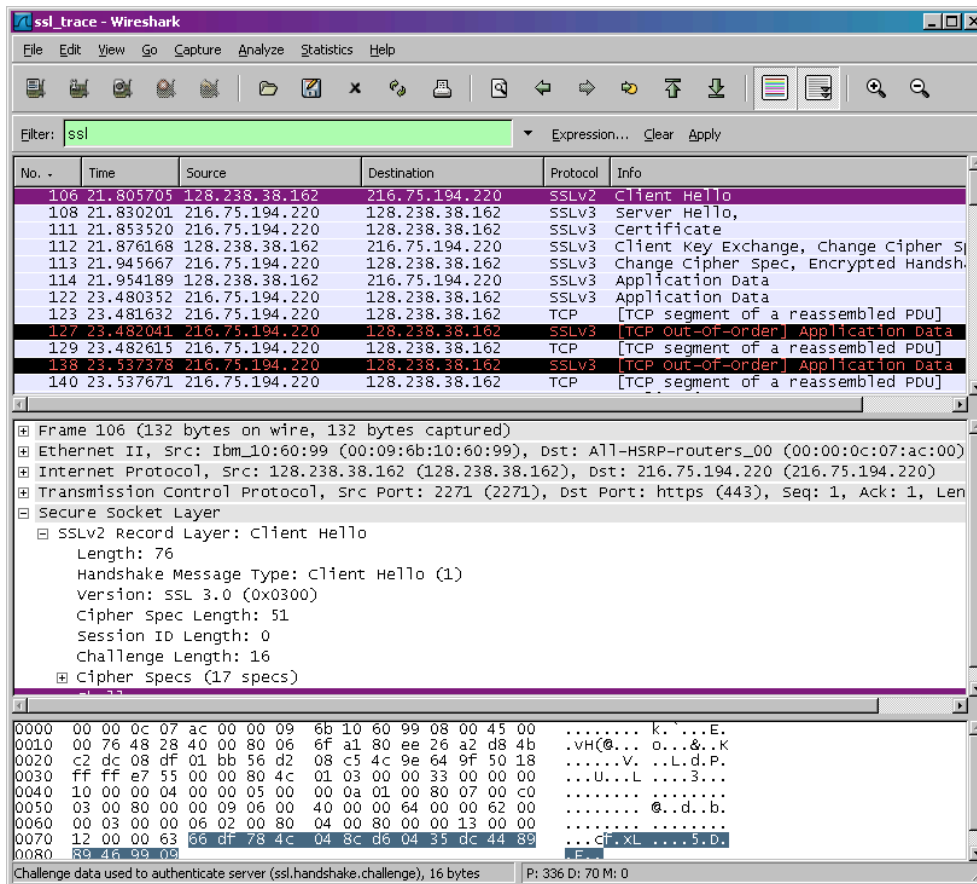 ssl_trace - Wireshark
File Edit View Go Capture Analyze Statistics Help
Filter: ssl Expression... Clear Apply
No. - Time Source Destination Protocol Info
106 21.805705 128.238.38.162 216.75.194.220 SSLv2 Client Hello
108 21.830201 216.75.194.220 128.238.38.162 SSLv3 Server Hello,
111 21.853520 216.75.194.220 128.238.38.162 SSLv3 Certificate
112 21.876168 128.238.38.162 216.75.194.220 SSLv3 Client Key Exchange, Change Cipher Sp
113 21.945667 216.75.194.220 128.238.38.162 SSLv3 Change Cipher Spec, Encrypted Handsha
114 21.954189 128.238.38.162 216.75.194.220 SSLv3 Application Data
122 23.480352 216.75.194.220 128.238.38.162 SSLv3 Application Data
123 23.481632 216.75.194.220 128.238.38.162 TCP [TCP segment of a reassembled PDU]
127 23.482041 216.75.194.220 128.238.38.162 SSLv3 [TCP Out-Of-Order] Application Data
129 23.482615 216.75.194.220 128.238.38.162 TCP [TCP segment of a reassembled PDU]
138 23.537378 216.75.194.220 128.238.38.162 SSLv3 [TCP Out-Of-Order] Application Data
140 23.537671 216.75.194.220 128.238.38.162 TCP [TCP segment of a reassembled PDU]
Frame 106 (132 bytes on wire, 132 bytes captured)
Ethernet II, Src: Ibm_10:60:99 (00:09:6b:10:60:99), Dst: All-HSRP-routers_00 (00:00:0c:07:ac:00)
Internet Protocol, Src: 128.238.38.162 (128.238.38.162), Dst: 216.75.194.220 (216.75.194.220)
Transmission Control Protocol, Src Port: 2271 (2271), Dst Port: https (443), Seq: 1, Ack: 1, Len
Secure Socket Layer
SSLv2 Record Layer: Client Hello
Length: 76
Handshake Message Type: Client Hello (1)
Version: SSL 3.0 (0x0300)
Cipher Spec Length: 51
Session ID Length: 0
Challenge Length: 16
Cipher Specs (17 specs)
0000 00 00 0c 07 ac 00 00 09 6b 10 60 99 08 00 45 00 ........ k.`...E.
0010 00 76 48 28 40 00 80 06 6f a1 80 ee 26 a2 d8 4b .vH(@... o...&..K
0020 c2 dc 08 df 01 bb 56 d2 08 c5 4c 9e 64 9f 50 18 ......V. ..L.d.P.
0030 ff ff e7 55 00 00 80 4c 01 03 00 00 33 00 00 00 ...U...L ....3...
0040 10 00 00 04 00 00 05 00 00 0a 01 00 80 07 00 c0 ........ ........
0050 03 00 80 00 00 09 06 00 40 00 00 64 00 00 62 00 ........ @..d..b.
0060 00 03 00 00 06 02 00 80 04 00 80 00 00 13 00 00 ........ ........
0070 12 00 00 63 66 df 78 4c 04 8c d6 04 35 dc 44 89 ...cf.xL ....5.D.
0080 89 46 99 09 .F..
Challenge data used to authenticate server (ssl.handshake.challenge), 16 bytes P: 336 D: 70 M: 0